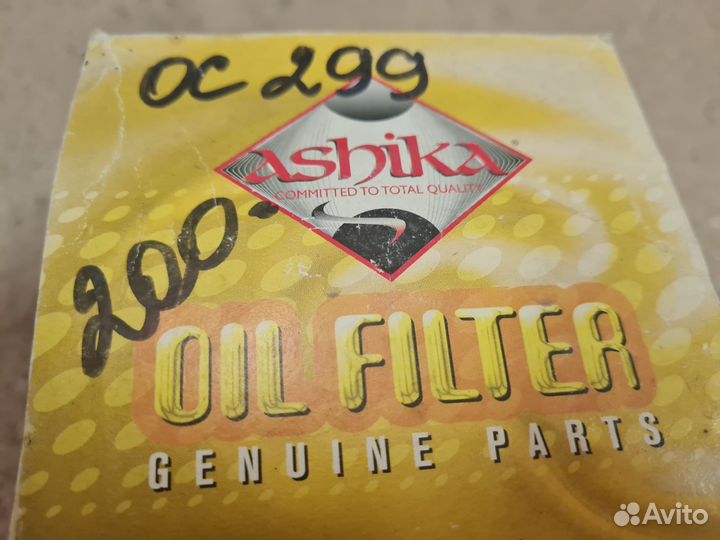 OC 299
ashika
COMMITTED TO TOTAL QUALITY
200-
OIL FILTER
GENUINE PARTS
Avito